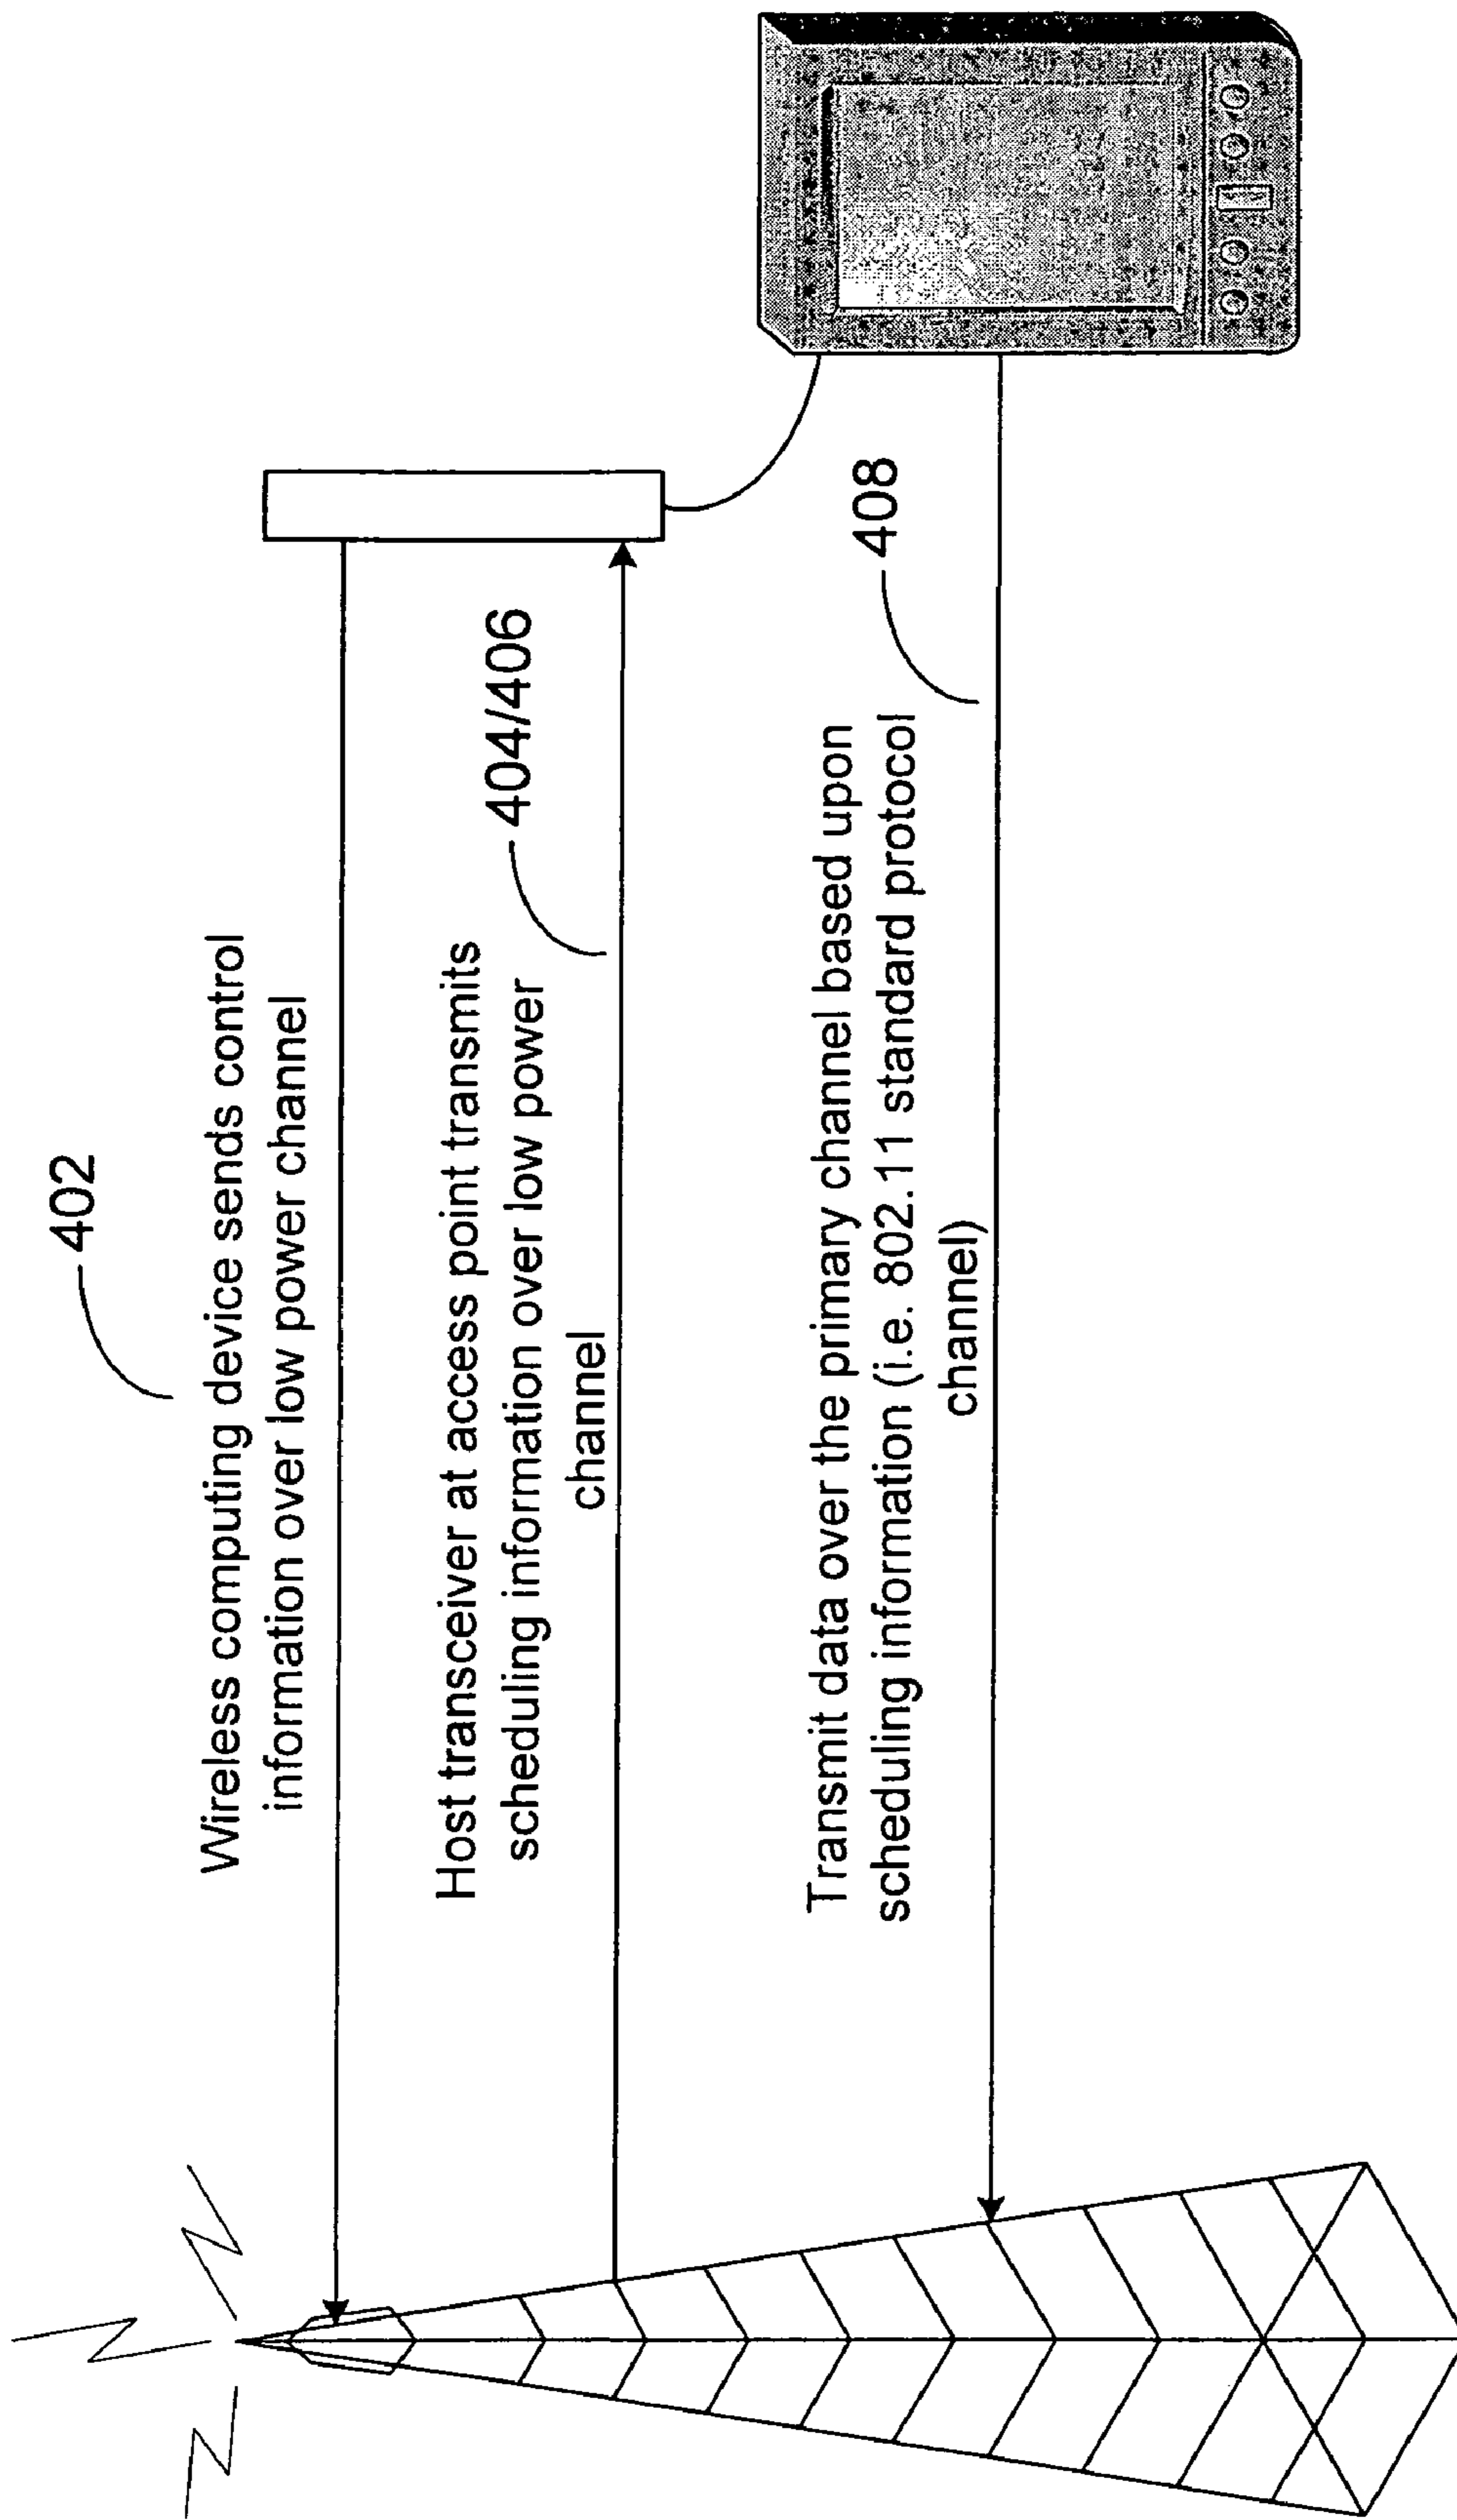 402
Wireless computing device sends control
information over low power channel
404/406
Host transceiver at access point transmits
scheduling information over low power
channel
408
Transmit data over the primary channel based upon
scheduling information (i.e. 802.11 standard protocol
channel)